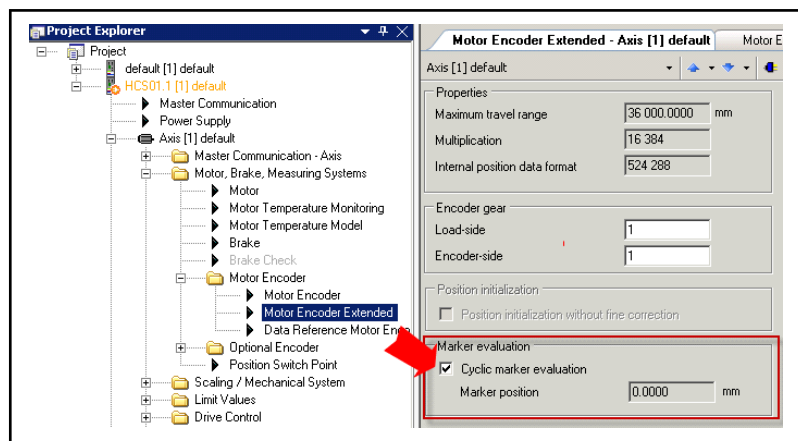 Project Explorer
Project
default [1] default
HCS01.1 [1] default
Master Communication
Power Supply
Axis [1] default
Master Communication - Axis
Motor, Brake, Measuring Systems
Motor
Motor Temperature Monitoring
Motor Temperature Model
Brake
Brake Check
Motor Encoder
Motor Encoder
Motor Encoder Extended
Data Reference Motor Enco
Optional Encoder
Position Switch Point
Scaling / Mechanical System
Limit Values
Drive Control
Motor Encoder Extended - Axis [1] default
Motor E
Axis [1] default
Properties
Maximum travel range 36 000.0000 mm
Multiplication 16 384
Internal position data format 524 288
Encoder gear
Load-side 1
Encoder-side 1
Position initialization
Position initialization without fine correction
Marker evaluation
Cyclic marker evaluation
Marker position 0.0000 mm